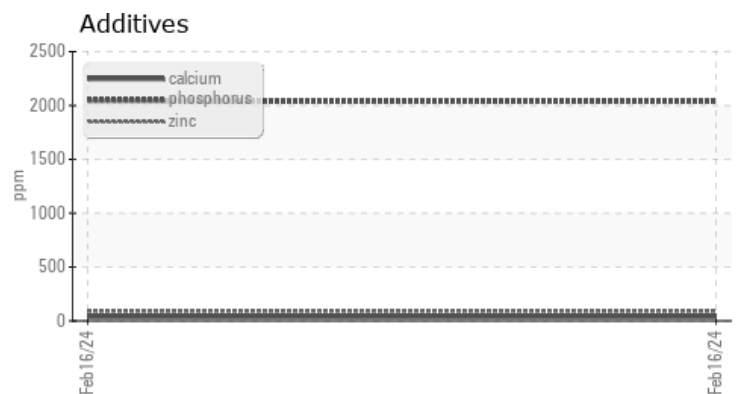 Additives
2500
calcium
phosphorus
2000
zinc
1500
ppm
1000
500
0
Feb16/24
Feb16/24